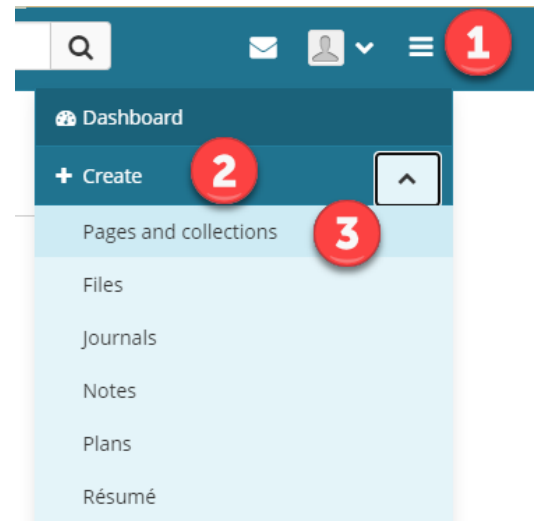 1
Dashboard
Create
2
Pages and collections
3
Files
Journals
Notes
Plans
Résumé